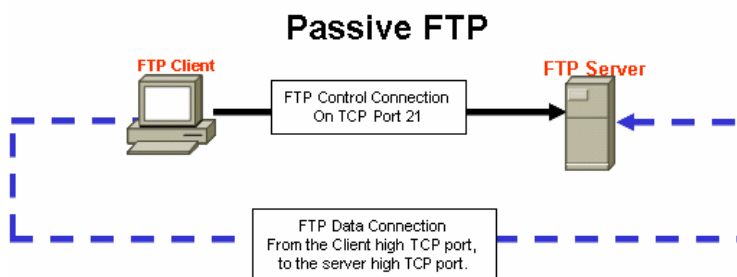 Passive FTP
FTP Client
FTP Server
FTP Control Connection
On TCP Port 21
FTP Data Connection
From the Client high TCP port,
to the server high TCP port.